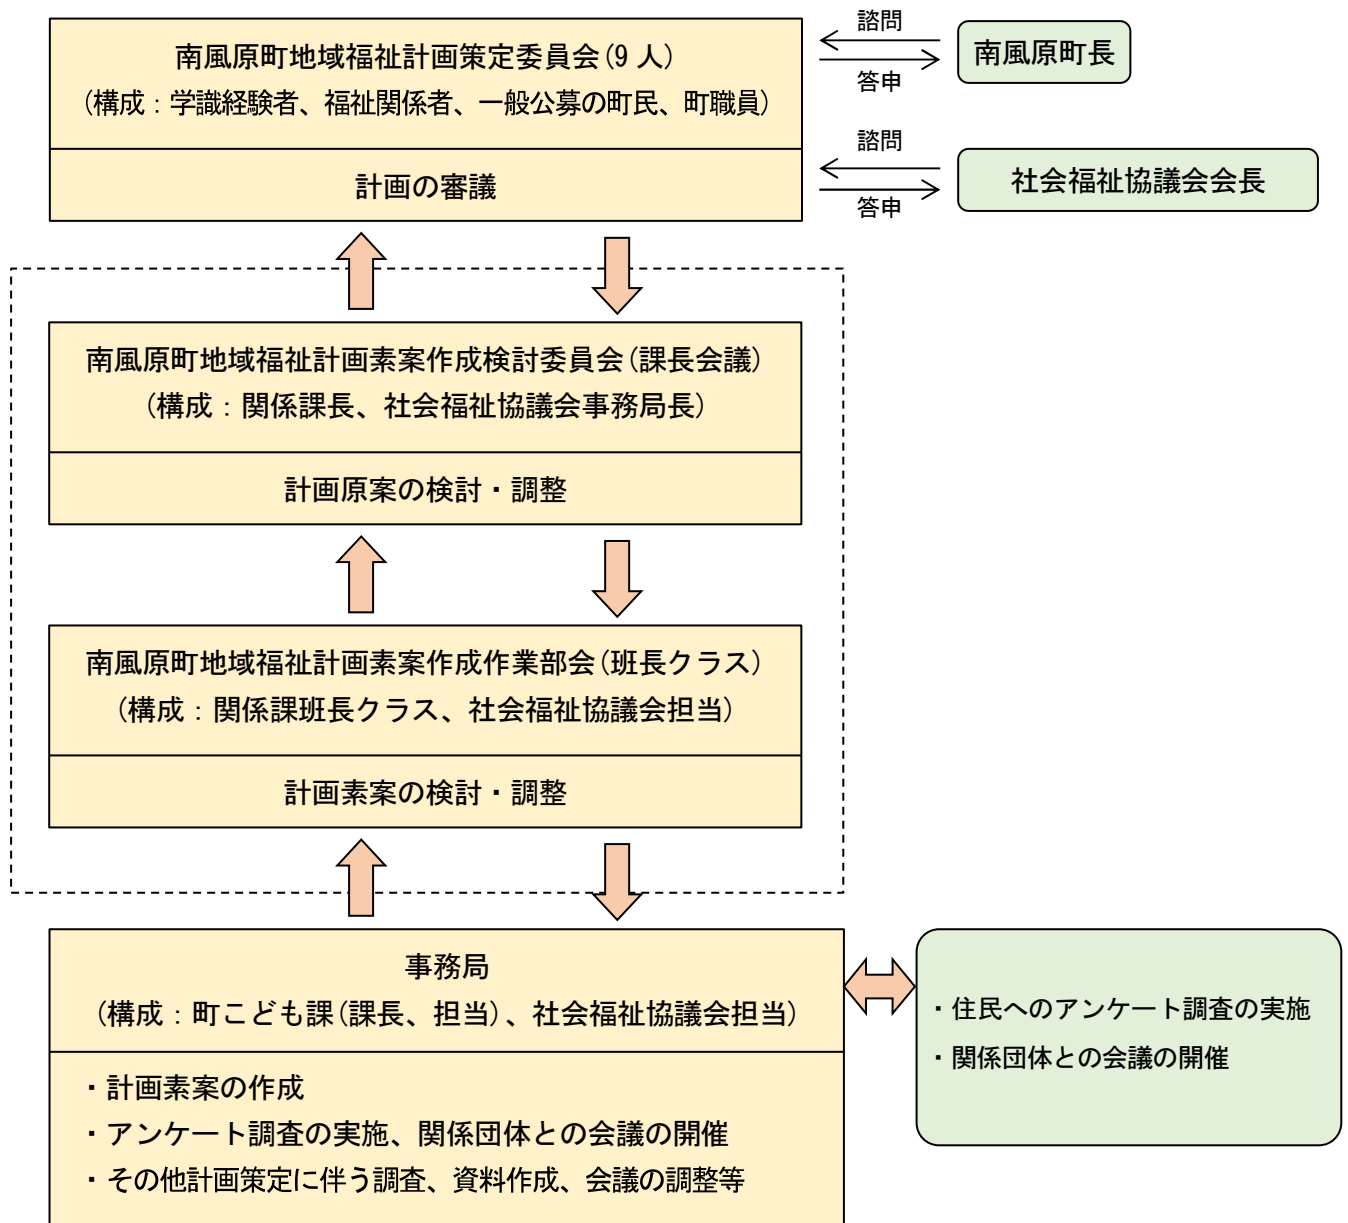 南風原町地域福祉計画策定委員会(9 人)
(構成：学識経験者、福祉関係者、一般公募の町民、町職員)
計画の審議
諮問
答申
南風原町長
諮問
答申
社会福祉協議会会長
南風原町地域福祉計画素案作成検討委員会(課長会議)
(構成：関係課長、社会福祉協議会事務局長)
計画原案の検討・調整
南風原町地域福祉計画素案作成作業部会(班長クラス)
(構成：関係課班長クラス、社会福祉協議会担当)
計画素案の検討・調整
事務局
(構成：町こども課(課長、担当)、社会福祉協議会担当)
・計画素案の作成
・アンケート調査の実施、関係団体との会議の開催
・その他計画策定に伴う調査、資料作成、会議の調整等
・住民へのアンケート調査の実施
・関係団体との会議の開催